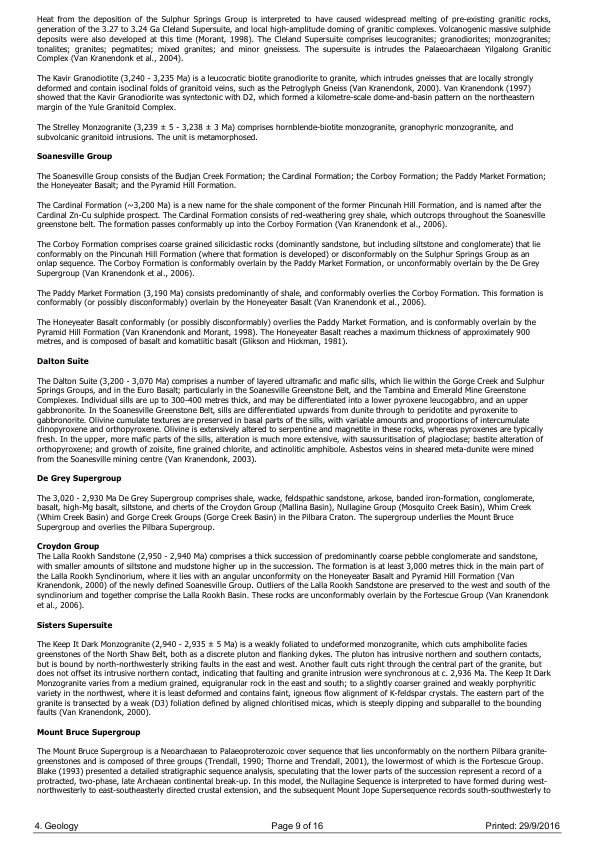 Heat from the deposition of the Sulphur Springs Group is interpreted to have caused widespread melting of pre-existing granitic rocks,
generation of the 3.27 to 3.24 Ga Cleland Supersuite, and local high-amplitude doming of granitic complexes. Volcanogenic massive sulphide
deposits were also developed at this time (Morant, 1998). The Cleland Supersuite comprises leucogranites; granodiorites; monzogranites;
tonalites; granites; pegmatites; mixed granites; and minor gneissess. The supersuite is intrudes the Palaeoarchaean Yilgalong Granitic
Complex (Van Kranendonk et al., 2004).
The Kavir Granodiotite (3,240 - 3,235 Ma) is a leucocratic biotite granodiorite to granite, which intrudes gneisses that are locally strongly
deformed and contain isoclinal folds of granitoid veins, such as the Petroglyph Gneiss (Van Kranendonk, 2000). Van Kranendonk (1997)
showed that the Kavir Granodiorite was syntectonic with D2, which formed a kilometre-scale dome-and-basin pattern on the northeastern
margin of the Yule Granitoid Complex.
The Strelley Monzogranite (3,239 ± 5 - 3,238 ± 3 Ma) comprises hornblende-biotite monzogranite, granophyric monzogranite, and
subvolcanic granitoid intrusions. The unit is metamorphosed.
Soanesville Group
The Soanesville Group consists of the Budjan Creek Formation; the Cardinal Formation; the Corboy Formation; the Paddy Market Formation;
the Honeyeater Basalt; and the Pyramid Hill Formation.
The Cardinal Formation (~3,200 Ma) is a new name for the shale component of the former Pincunah Hill Formation, and is named after the
Cardinal Zn-Cu sulphide prospect. The Cardinal Formation consists of red-weathering grey shale, which outcrops throughout the Soanesville
greenstone belt. The formation passes conformably up into the Corboy Formation (Van Kranendonk et al., 2006).
The Corboy Formation comprises coarse grained siliciclastic rocks (dominantly sandstone, but including siltstone and conglomerate) that lie
conformably on the Pincunah Hill Formation (where that formation is developed) or disconformably on the Sulphur Springs Group as an
onlap sequence. The Corboy Formation is conformably overlain by the Paddy Market Formation, or unconformably overlain by the De Grey
Supergroup (Van Kranendonk et al., 2006).
The Paddy Market Formation (3,190 Ma) consists predominantly of shale, and conformably overlies the Corboy Formation. This formation is
conformably (or possibly disconformably) overlain by the Honeyeater Basalt (Van Kranendonk et al., 2006).
The Honeyeater Basalt conformably (or possibly disconformably) overlies the Paddy Market Formation, and is conformably overlain by the
Pyramid Hill Formation (Van Kranendonk and Morant, 1998). The Honeyeater Basalt reaches a maximum thickness of approximately 900
metres, and is composed of basalt and komatiitic basalt (Glikson and Hickman, 1981).
Dalton Suite
The Dalton Suite (3,200 - 3,070 Ma) comprises a number of layered ultramafic and mafic sills, which lie within the Gorge Creek and Sulphur
Springs Groups, and in the Euro Basalt; particularly in the Soanesville Greenstone Belt, and the Tambina and Emerald Mine Greenstone
Complexes. Individual sills are up to 300-400 metres thick, and may be differentiated into a lower pyroxene leucogabbro, and an upper
gabbronorite. In the Soanesville Greenstone Belt, sills are differentiated upwards from dunite through to peridotite and pyroxenite to
gabbronorite. Olivine cumulate textures are preserved in basal parts of the sills, with variable amounts and proportions of intercumulate
clinopyroxene and orthopyroxene. Olivine is extensively altered to serpentine and magnetite in these rocks, whereas pyroxenes are typically
fresh. In the upper, more mafic parts of the sills, alteration is much more extensive, with saussuritisation of plagioclase; bastite alteration of
orthopyroxene; and growth of zoisite, fine grained chlorite, and actinolitic amphibole. Asbestos veins in sheared meta-dunite were mined
from the Soanesville mining centre (Van Kranendonk, 2003).
De Grey Supergroup
The 3,020 - 2,930 Ma De Grey Supergroup comprises shale, wacke, feldspathic sandstone, arkose, banded iron-formation, conglomerate,
basalt, high-Mg basalt, siltstone, and cherts of the Croydon Group (Mallina Basin), Nullagine Group (Mosquito Creek Basin), Whim Creek
(Whim Creek Basin) and Gorge Creek Groups (Gorge Creek Basin) in the Pilbara Craton. The supergroup underlies the Mount Bruce
Supergroup and overlies the Pilbara Supergroup.
Croydon Group
The Lalla Rookh Sandstone (2,950 - 2,940 Ma) comprises a thick succession of predominantly coarse pebble conglomerate and sandstone,
with smaller amounts of siltstone and mudstone higher up in the succession. The formation is at least 3,000 metres thick in the main part of
the Lalla Rookh Synclinorium, where it lies with an angular unconformity on the Honeyeater Basalt and Pyramid Hill Formation (Van
Kranendonk, 2000) of the newly defined Soanesville Group. Outliers of the Lalla Rookh Sandstone are preserved to the west and south of the
synclinorium and together comprise the Lalla Rookh Basin. These rocks are unconformably overlain by the Fortescue Group (Van Kranendonk
et al., 2006).
Sisters Supersuite
The Keep It Dark Monzogranite (2,940 - 2,935 ± 5 Ma) is a weakly foliated to undeformed monzogranite, which cuts amphibolite facies
greenstones of the North Shaw Belt, both as a discrete pluton and flanking dykes. The pluton has intrusive northern and southern contacts,
but is bound by north-northwesterly striking faults in the east and west. Another fault cuts right through the central part of the granite, but
does not offset its intrusive northern contact, indicating that faulting and granite intrusion were synchronous at c. 2,936 Ma. The Keep It Dark
Monzogranite varies from a medium grained, equigranular rock in the east and south; to a slightly coarser grained and weakly porphyritic
variety in the northwest, where it is least deformed and contains faint, igneous flow alignment of K-feldspar crystals. The eastern part of the
granite is transected by a weak (D3) foliation defined by aligned chloritised micas, which is steeply dipping and subparallel to the bounding
faults (Van Kranendonk, 2000).
Mount Bruce Supergroup
The Mount Bruce Supergroup is a Neoarchaean to Palaeoproterozoic cover sequence that lies unconformably on the northern Pilbara granite-
greenstones and is composed of three groups (Trendall, 1990; Thorne and Trendall, 2001), the lowermost of which is the Fortescue Group.
Blake (1993) presented a detailed stratigraphic sequence analysis, speculating that the lower parts of the succession represent a record of a
protracted, two-phase, late Archaean continental break-up. In this model, the Nullagine Sequence is interpreted to have formed during west-
northwesterly to east-southeasterly directed crustal extension, and the subsequent Mount Jope Supersequence records south-southwesterly to
4. Geology
Page 9 of 16
Printed: 29/9/2016